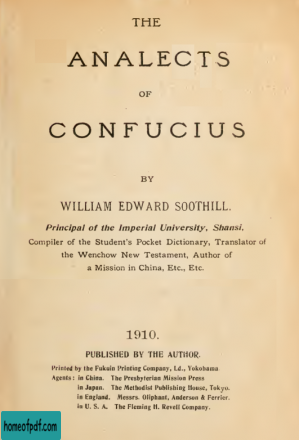 THE
ANALECTS
OF
CONFUCIUS
BY
WILLIAM EDWARD SOOTHILL.
Principal of the Imperial University, Shansi,
Compiler of the Student's Pocket Dictionary, Translator of
the Wenchow New Testament, Author of
a Mission in China, Etc., Etc.
1910.
PUBLISHED BY THE AUTHOR.
Printed by the Fukuin Printing Company, Ld., Yokohama
Agents: in China. The Presbyterian Mission Press
in Japan. The Methodist Publishing House, Tokyo.
in England. Messrs. Oliphant, Anderson & Ferrier.
in U. S. A. The Fleming H. Revell Company.
homeofpdf.com